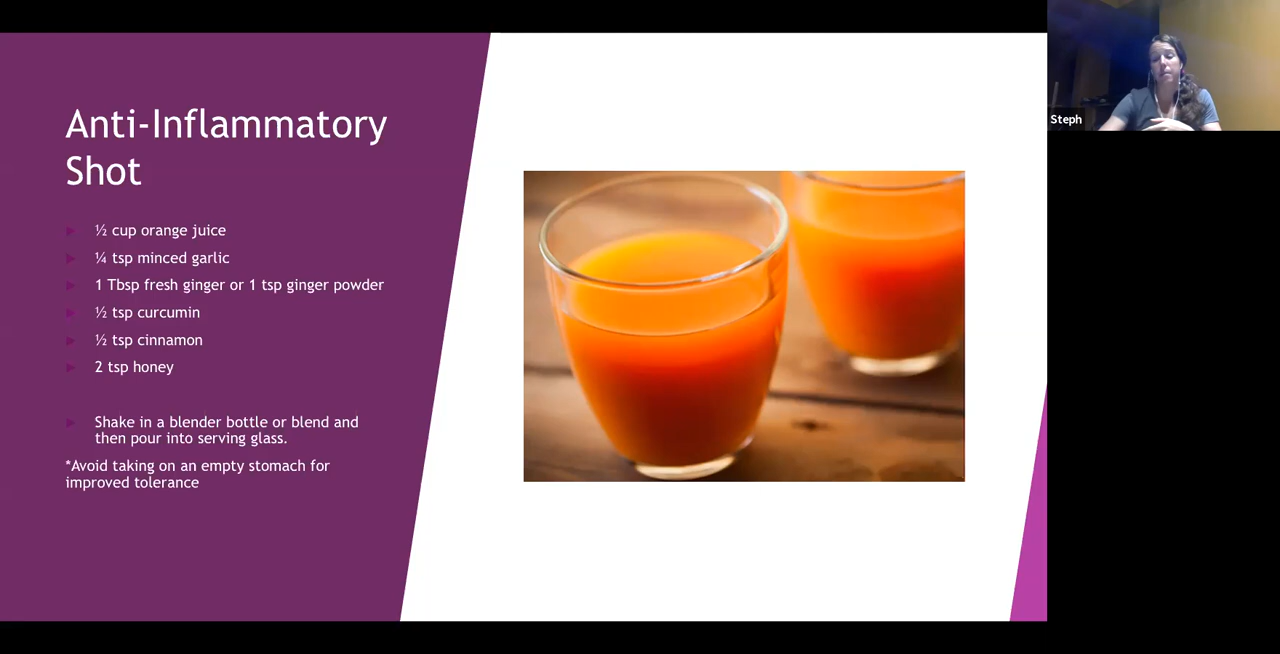 Anti-Inflammatory
Shot
½ cup orange juice
¼ tsp minced garlic
1 Tbsp fresh ginger or 1 tsp ginger powder
½ tsp curcumin
½ tsp cinnamon
2 tsp honey
Shake in a blender bottle or blend and
then pour into serving glass.
*Avoid taking on an empty stomach for
improved tolerance
Steph